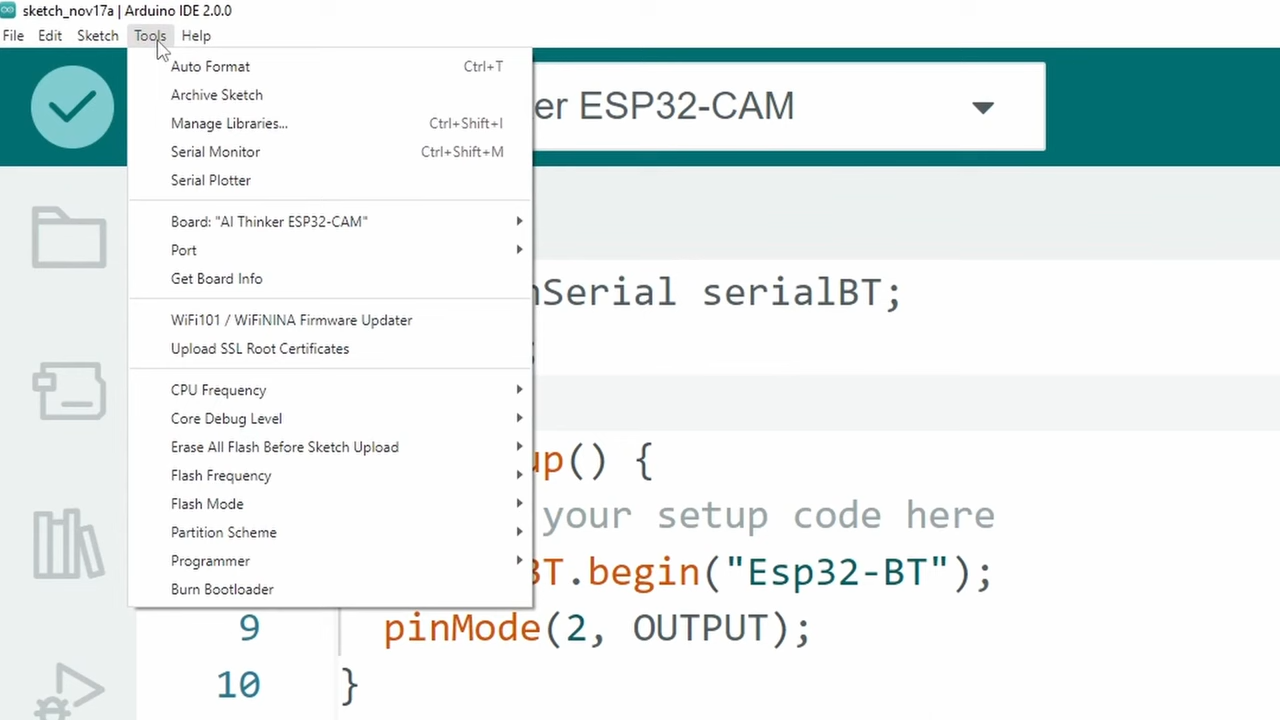 sketch_nov17a | Arduino IDE 2.0.0
File Edit Sketch Tools Help
Auto Format Ctrl+T
Archive Sketch
Manage Libraries... Ctrl+Shift+I
Serial Monitor Ctrl+Shift+M
Serial Plotter
Board: "AI Thinker ESP32-CAM"
Port
Get Board Info
WiFi101 / WiFiNINA Firmware Updater
Upload SSL Root Certificates
CPU Frequency
Core Debug Level
Erase All Flash Before Sketch Upload
Flash Frequency
Flash Mode
Partition Scheme
Programmer
Burn Bootloader
er ESP32-CAM
nSerial serialBT;
;
up() {
your setup code here
BT.begin("Esp32-BT");
9 pinMode(2, OUTPUT);
10 }